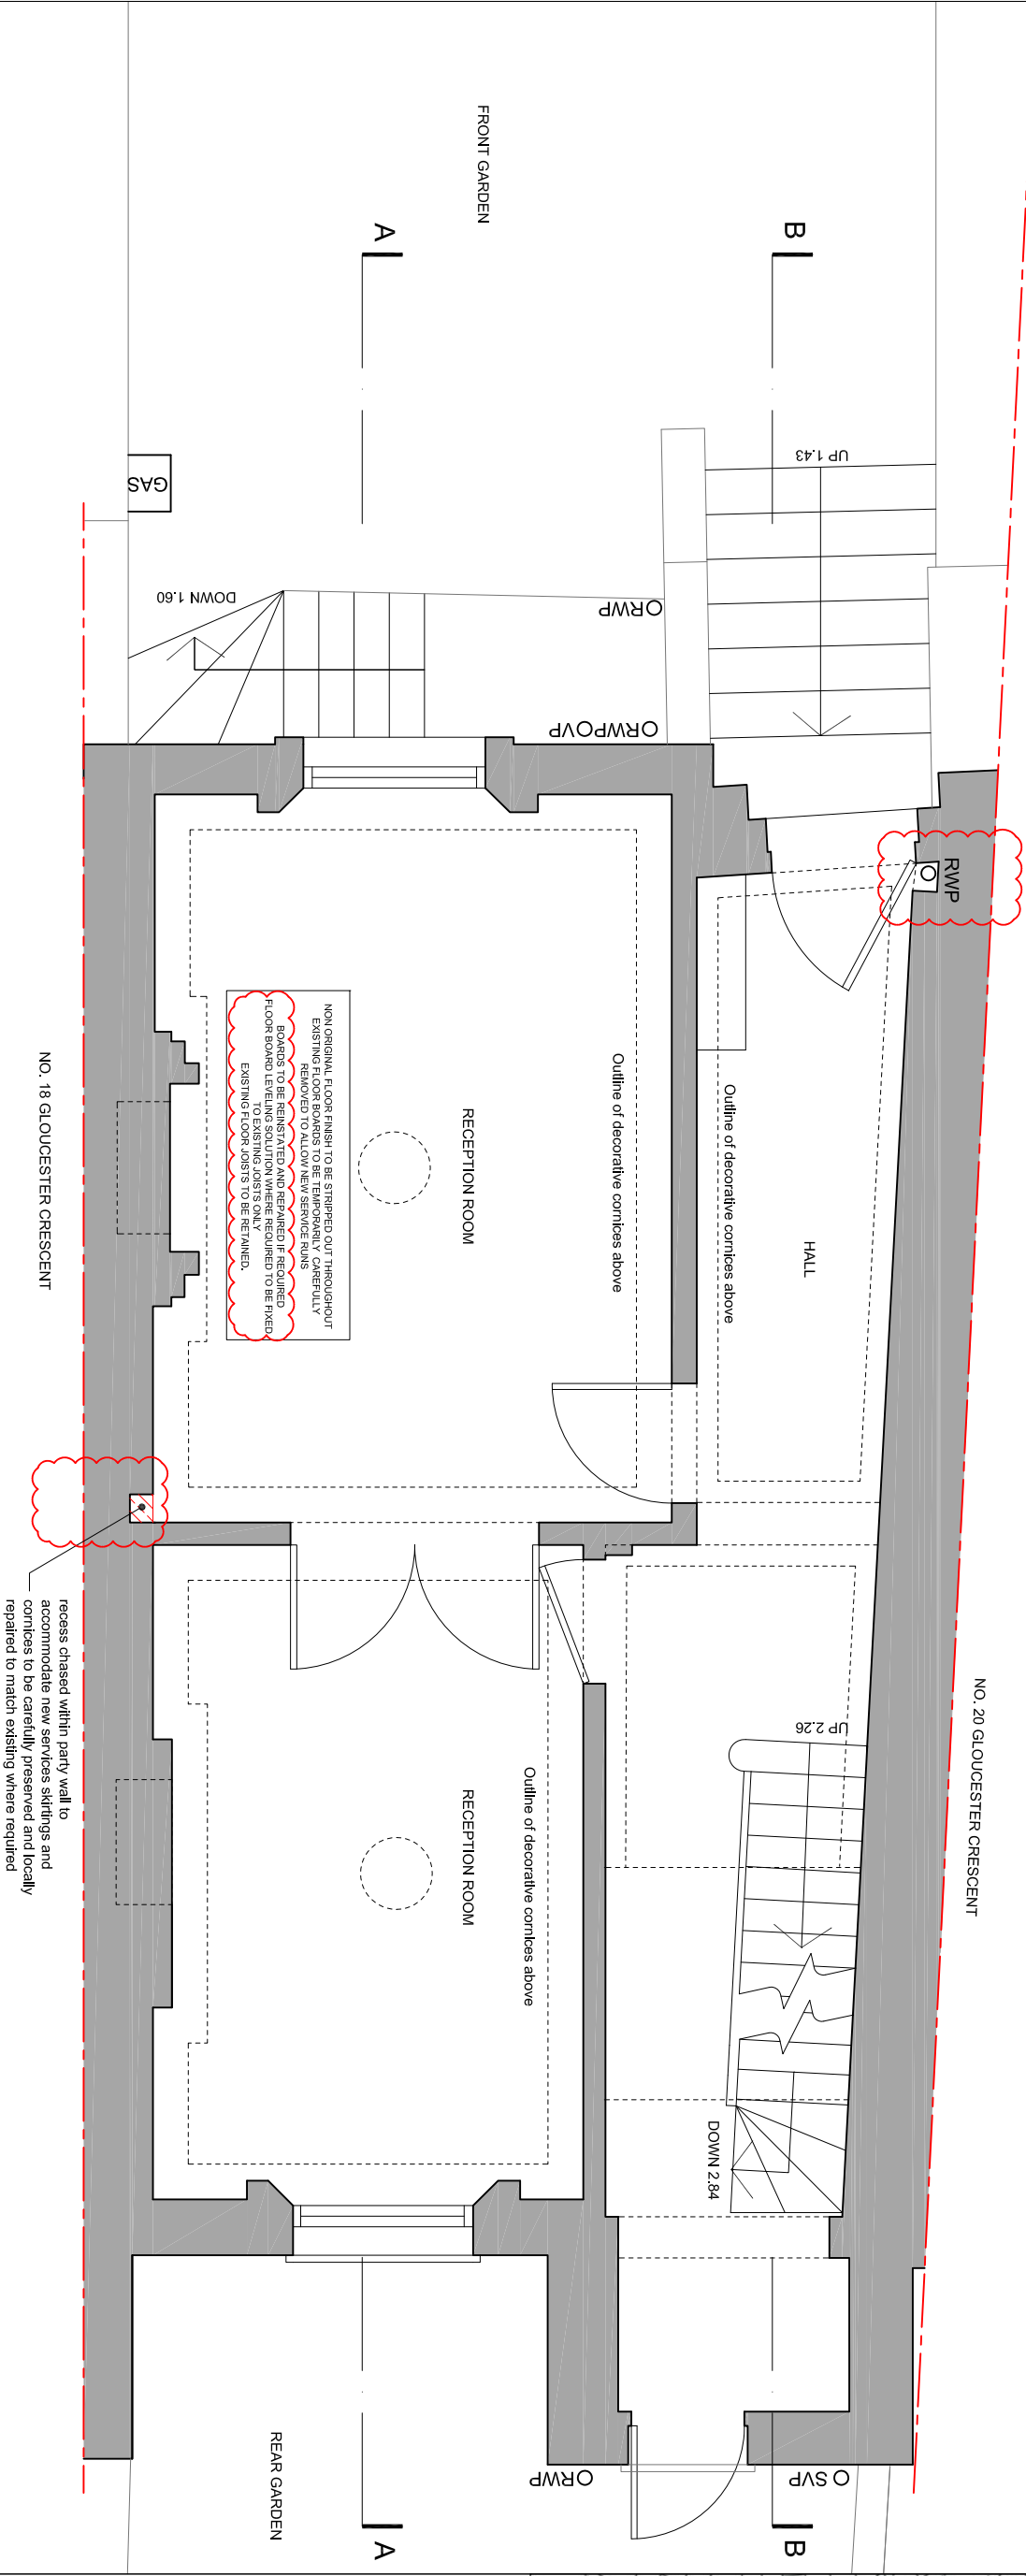 FRONT GARDEN
A
B
GAS
UP 1.43
DOWN 1.60
RWP
RWP VP
RWP
NO. 18 GLOUCESTER CRESCENT
NON ORIGINAL FLOOR FINISH TO BE STRIPPED OUT THROUGHOUT
EXISTING FLOOR BOARDS TO BE TEMPORARILY CAREFULLY
REMOVED TO ALLOW NEW SERVICE RUNS
BOARDS TO BE REINSTATED AND REPAIRED IF REQUIRED
FLOOR BOARD LEVELING SOLUTION WHERE REQUIRED TO BE FIXED
TO EXISTING JOISTS ONLY
EXISTING FLOOR JOISTS TO BE RETAINED.
RECEPTION ROOM
Outline of decorative cornices above
Outline of decorative cornices above
HALL
recess chased within party wall to
accommodate new services skirtings and
cornices to be carefully preserved and locally
repaired to match existing where required
RECEPTION ROOM
Outline of decorative cornices above
UP 2.26
NO. 20 GLOUCESTER CRESCENT
DOWN 2.84
REAR GARDEN
RWP
SVP
A
B